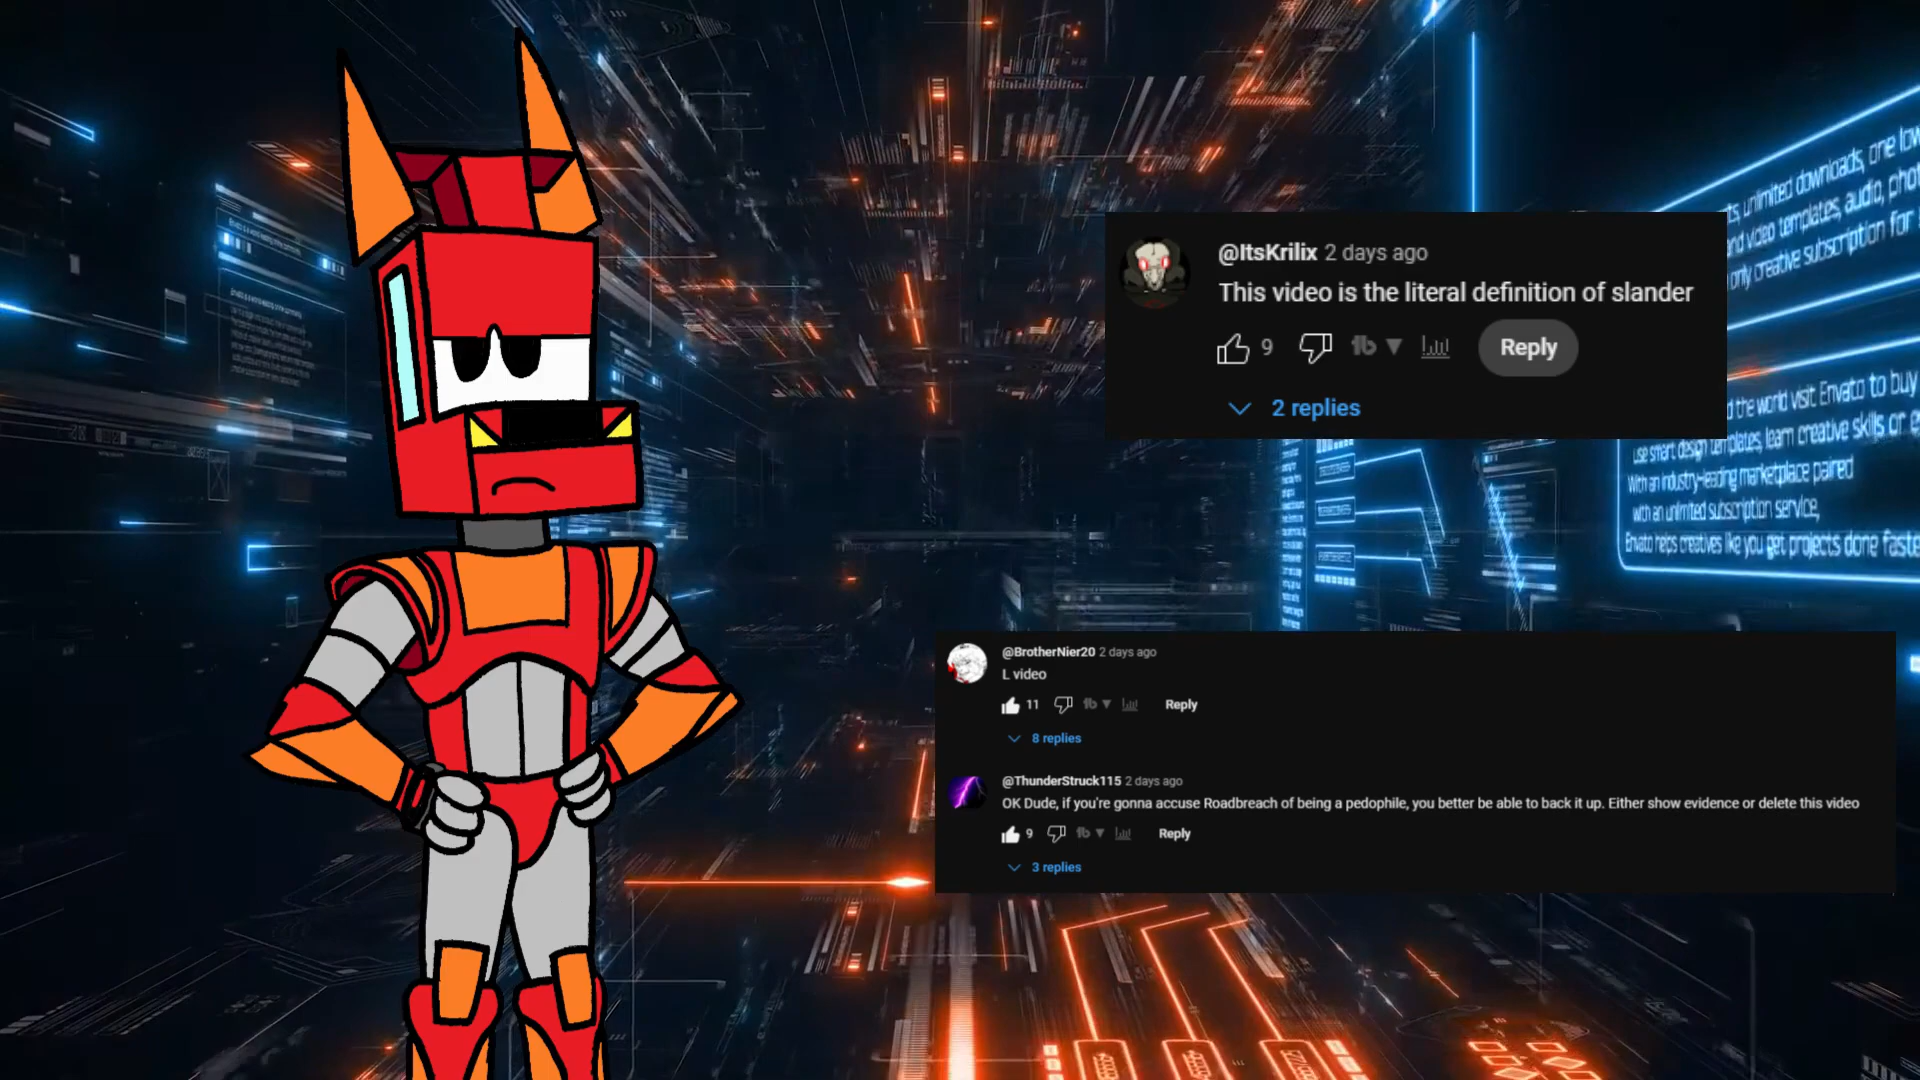 @ItsKrilix 2 days ago
This video is the literal definition of slander
9 Reply
2 replies
unlimited downloads, one low
and video templates, audio, phot
only creative subscription for
the world visit Envato to buy
use smart design templates, learn creative skills or
With an industry-leading marketplace paired
with an unlimited subscription service,
Envato helps creatives like you get projects done faste
@BrotherNier20 2 days ago
L video
11 Reply
8 replies
@ThunderStruck115 2 days ago
OK Dude, if you're gonna accuse Roadbreach of being a pedophile, you better be able to back it up. Either show evidence or delete this video
9 Reply
3 replies